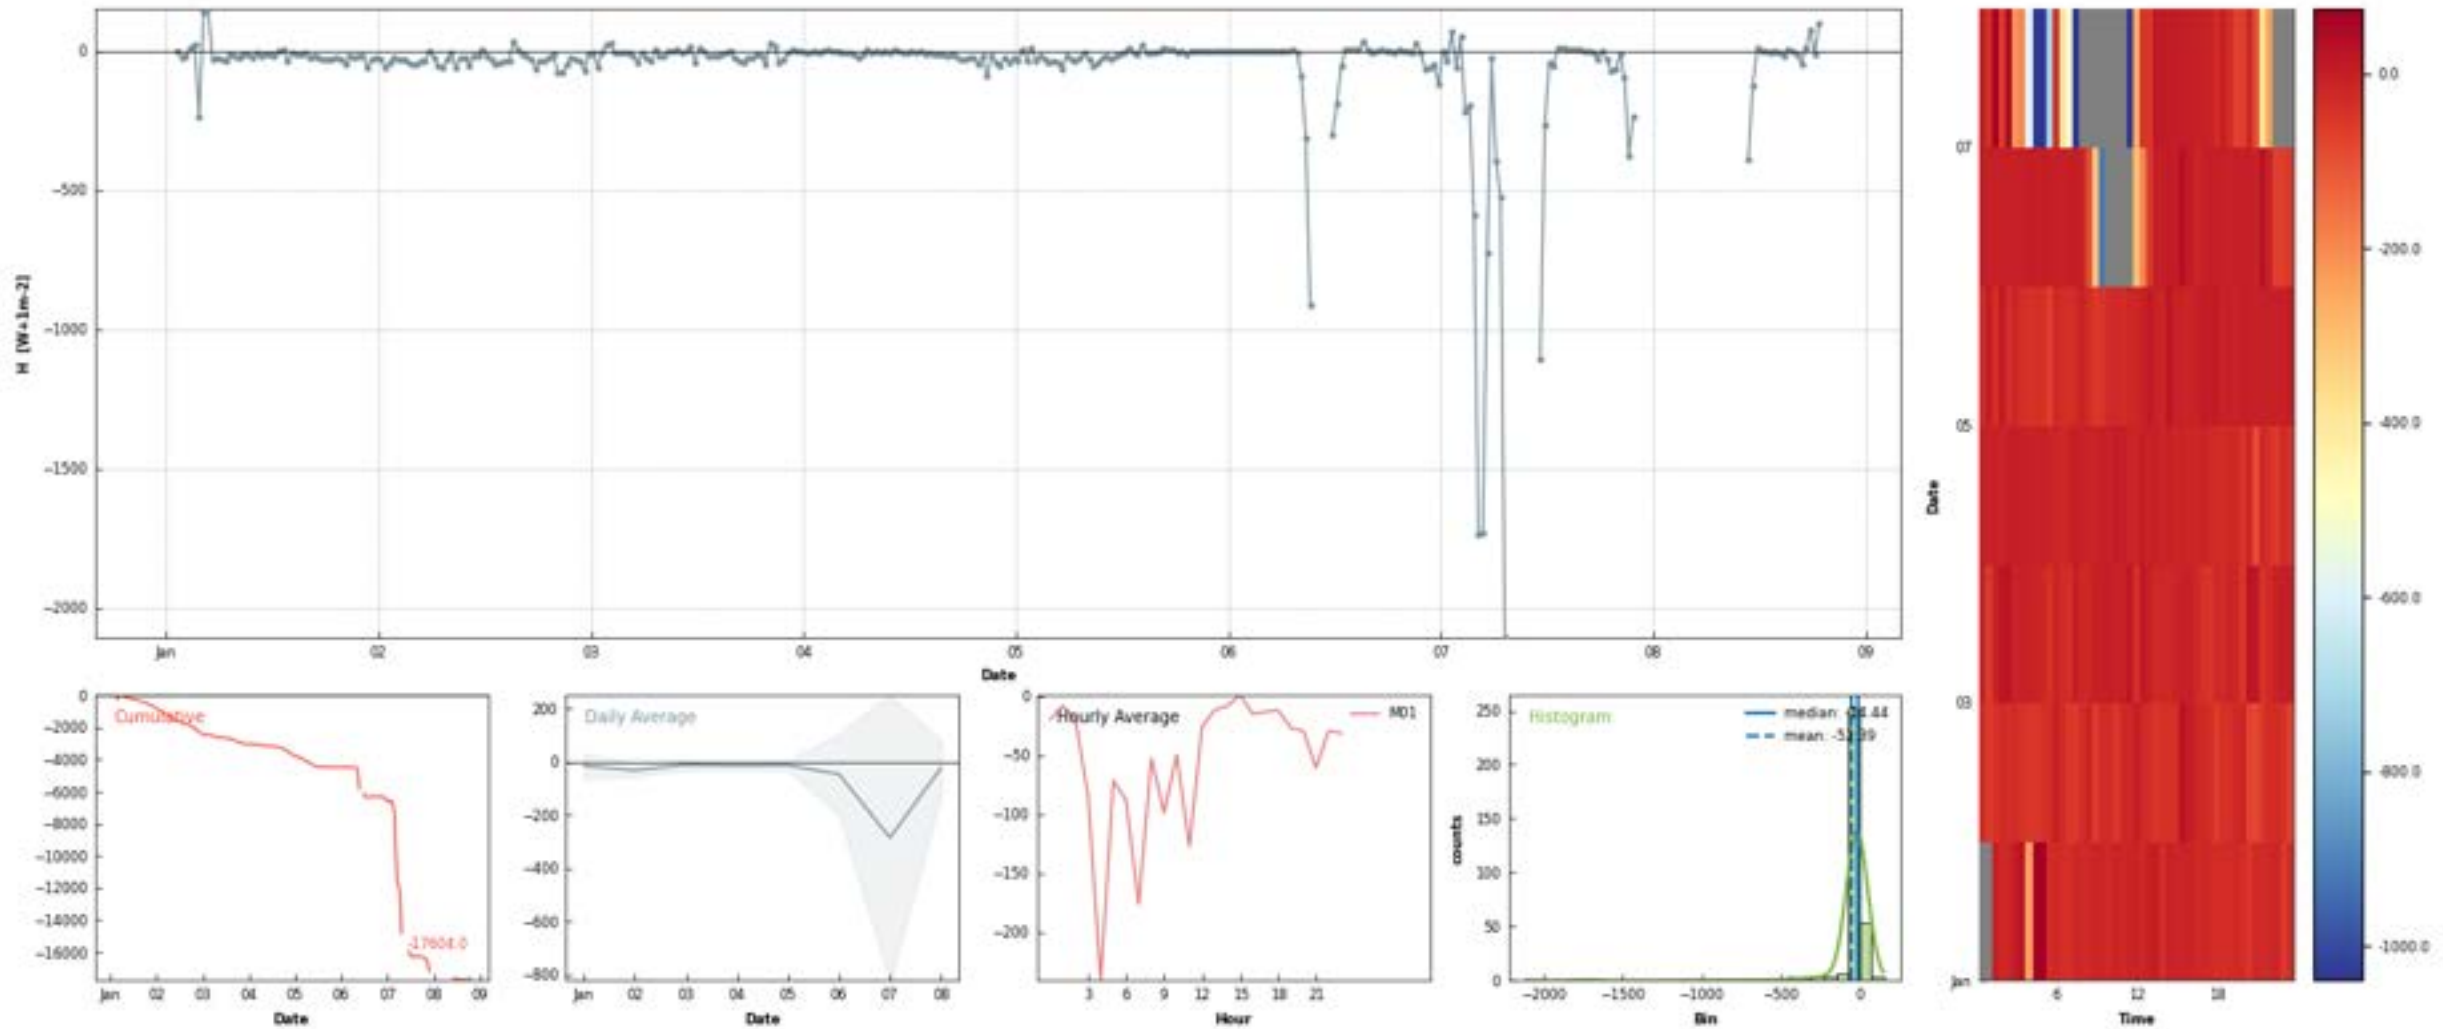 0
−500
−1000
−1500
−2000
H [W+1m-2]
Jan 02 03 04 05 06 07 08 09
Date
07
05
03
Jan
Date
6 12 18
Time
0.0
-200.0
-400.0
-600.0
-800.0
-1000.0
0
−2000
−4000
−6000
−8000
−10000
−12000
−14000
−16000
Cumulative
-17604.0
Jan 02 03 04 05 06 07 08 09
Date
200
0
−200
−400
−600
−800
Daily Average
Jan 02 03 04 05 06 07 08
Date
0
−50
−100
−150
−200
Hourly Average
M01
3 6 9 12 15 18 21
Hour
250
200
150
100
50
0
counts
Histogram
median:
mean:
−2000 −1500 −1000 −500 0
Bin